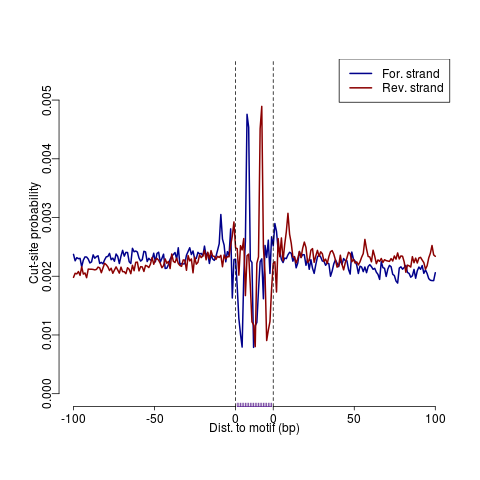 For. strand
Rev. strand
Cut-site probability
0.005
0.004
0.003
0.002
0.001
0.000
-100 -50 0 0 50 100
Dist. to motif (bp)